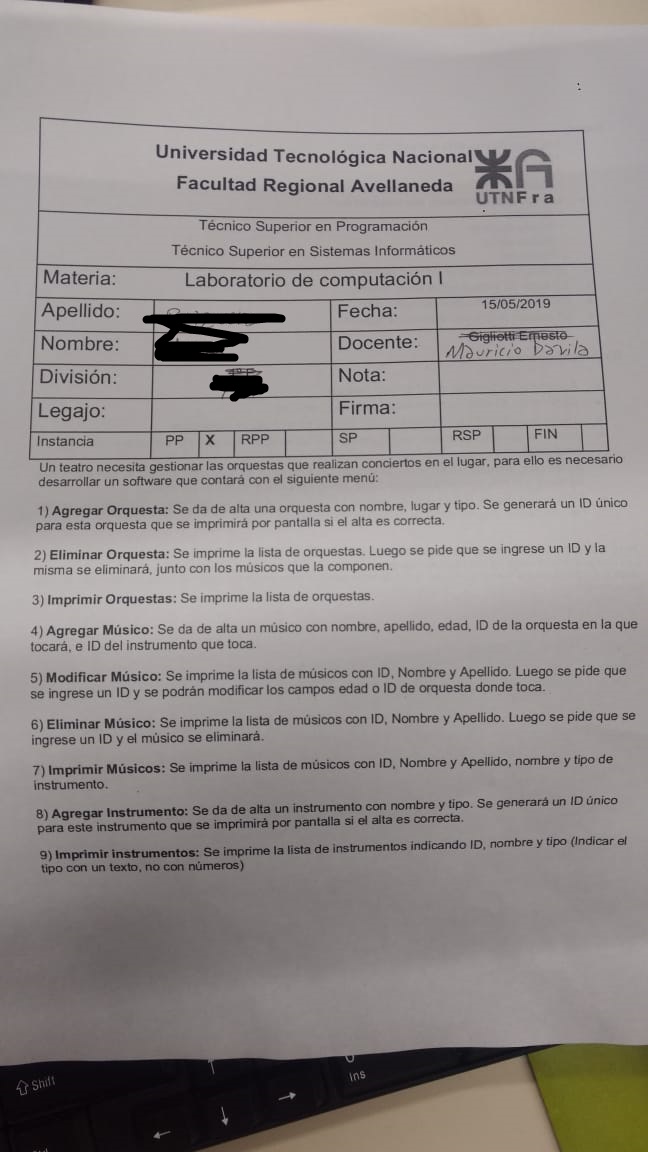 Universidad Tecnológica Nacional
Facultad Regional Avellaneda
UTNFra
Técnico Superior en Programación
Técnico Superior en Sistemas Informáticos
Materia: Laboratorio de computación I
Apellido: Fecha: 15/05/2019
Nombre: Docente: Gigliotti Ernesto
Mauricio Davila
División: Nota:
Legajo: Firma:
Instancia PP X RPP SP RSP FIN
Un teatro necesita gestionar las orquestas que realizan conciertos en el lugar, para ello es necesario
desarrollar un software que contará con el siguiente menú:
1) Agregar Orquesta: Se da de alta una orquesta con nombre, lugar y tipo. Se generará un ID único
para esta orquesta que se imprimirá por pantalla si el alta es correcta.
2) Eliminar Orquesta: Se imprime la lista de orquestas. Luego se pide que se ingrese un ID y la
misma se eliminará, junto con los músicos que la componen.
3) Imprimir Orquestas: Se imprime la lista de orquestas.
4) Agregar Músico: Se da de alta un músico con nombre, apellido, edad, ID de la orquesta en la que
tocará, e ID del instrumento que toca.
5) Modificar Músico: Se imprime la lista de músicos con ID, Nombre y Apellido. Luego se pide que
se ingrese un ID y se podrán modificar los campos edad o ID de orquesta donde toca.
6) Eliminar Músico: Se imprime la lista de músicos con ID, Nombre y Apellido. Luego se pide que se
ingrese un ID y el músico se eliminará.
7) Imprimir Músicos: Se imprime la lista de músicos con ID, Nombre y Apellido, nombre y tipo de
instrumento.
8) Agregar Instrumento: Se da de alta un instrumento con nombre y tipo. Se generará un ID único
para este instrumento que se imprimirá por pantalla si el alta es correcta.
9) Imprimir instrumentos: Se imprime la lista de instrumentos indicando ID, nombre y tipo (Indicar el
tipo con un texto, no con números)
Shift
Ins